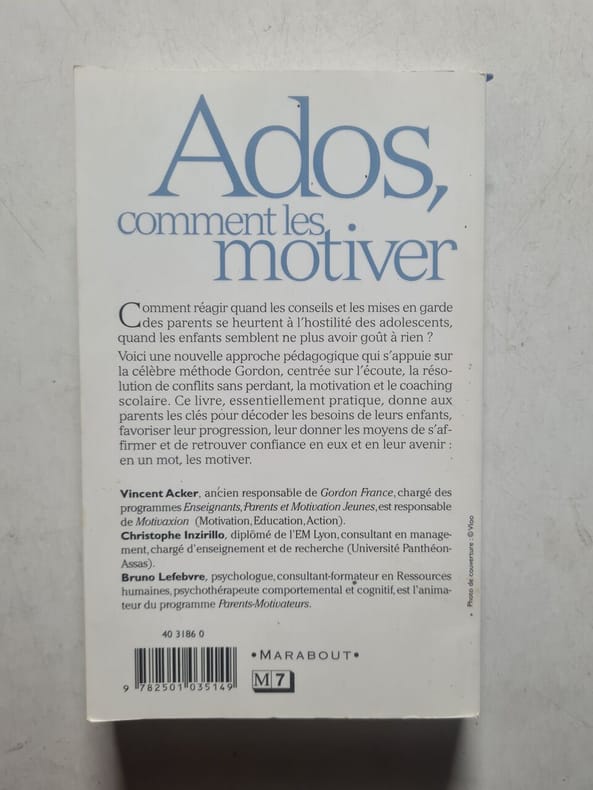 Ados,
comment les
motiver
Comment réagir quand les conseils et les mises en garde
des parents se heurtent à l'hostilité des adolescents,
quand les enfants semblent ne plus avoir goût à rien ?
Voici une nouvelle approche pédagogique qui s'appuie sur
la célèbre méthode Gordon, centrée sur l'écoute, la réso-
lution de conflits sans perdant, la motivation et le coaching
scolaire. Ce livre, essentiellement pratique, donne aux
parents les clés pour décoder les besoins de leurs enfants,
favoriser leur progression, leur donner les moyens de s'af-
firmer et de retrouver confiance en eux et en leur avenir :
en un mot, les motiver.
Vincent Acker, ancien responsable de Gordon France, chargé des
programmes Enseignants, Parents et Motivation Jeunes, est responsable
de Motivaxion (Motivation, Education, Action).
Christophe Inzirillo, diplômé de l'EM Lyon, consultant en manage-
ment, chargé d'enseignement et de recherche (Université Panthéon-
Assas).
Bruno Lefebvre, psychologue, consultant-formateur en Ressources
humaines, psychothérapeute comportemental et cognitif, est l'anima-
teur du programme Parents-Motivateurs.
• Photo de couverture : © Vloo
40 3186 0
9 782501 035149
•MARABOUT•
M 7